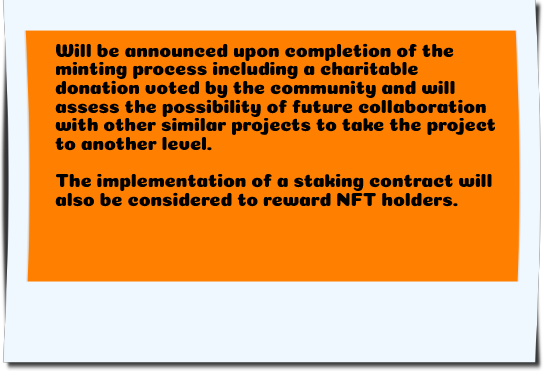 Will be announced upon completion of the
minting process including a charitable
donation voted by the community and will
assess the possibility of future collaboration
with other similar projects to take the project
to another level.
The implementation of a staking contract will
also be considered to reward NFT holders.